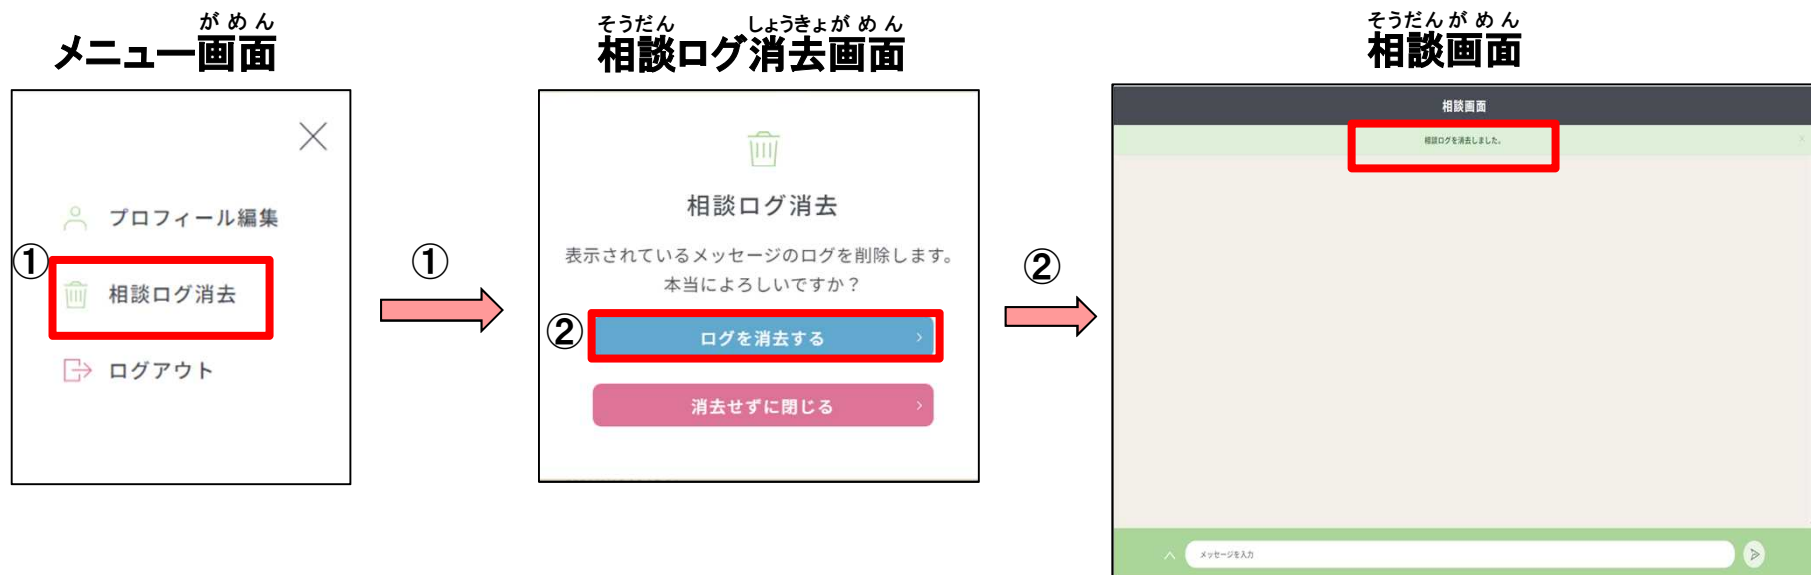 がめん
メニュー画面
①
プロフィール編集
相談ログ消去
ログアウト
①
そうだん しょうきょがめん
相談ログ消去画面
相談ログ消去
表示されているメッセージのログを削除します。
本当によろしいですか？
②
ログを消去する
消去せずに閉じる
②
そうだんがめん
相談画面
相談画面
相談ログを消去しました。
メッセージを入力